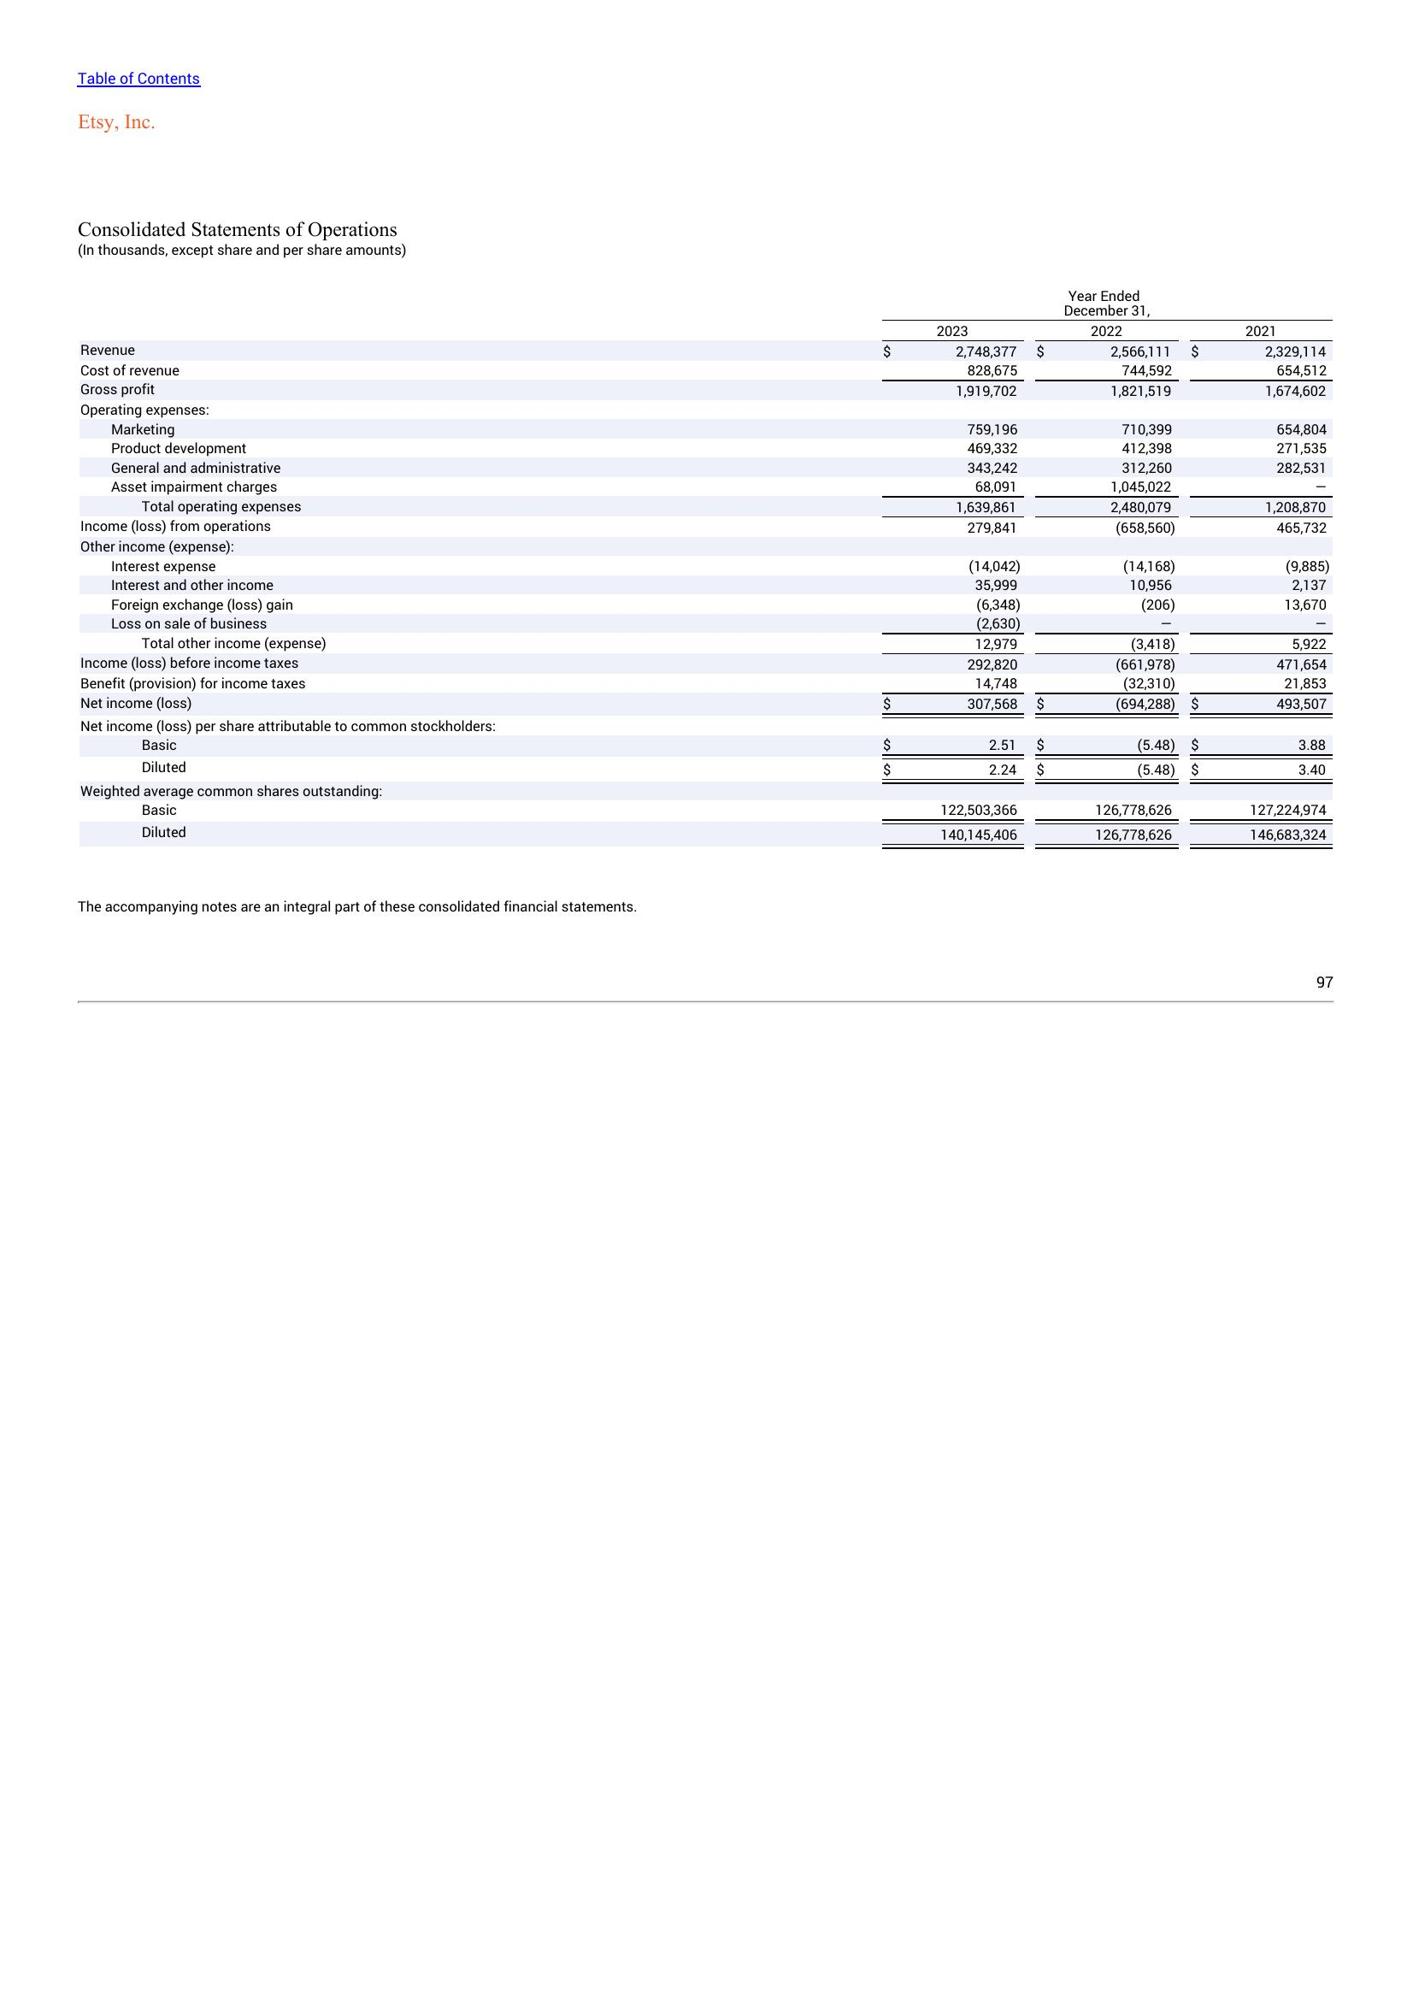 Table of Contents
Etsy, Inc.
Consolidated Statements of Operations
(In thousands, except share and per share amounts)
Year Ended
December 31,
2023 2022 2021
Revenue $ 2,748,377 $ 2,566,111 $ 2,329,114
Cost of revenue 828,675 744,592 654,512
Gross profit 1,919,702 1,821,519 1,674,602
Operating expenses:
Marketing 759,196 710,399 654,804
Product development 469,332 412,398 271,535
General and administrative 343,242 312,260 282,531
Asset impairment charges 68,091 1,045,022 —
Total operating expenses 1,639,861 2,480,079 1,208,870
Income (loss) from operations 279,841 (658,560) 465,732
Other income (expense):
Interest expense (14,042) (14,168) (9,885)
Interest and other income 35,999 10,956 2,137
Foreign exchange (loss) gain (6,348) (206) 13,670
Loss on sale of business (2,630) — —
Total other income (expense) 12,979 (3,418) 5,922
Income (loss) before income taxes 292,820 (661,978) 471,654
Benefit (provision) for income taxes 14,748 (32,310) 21,853
Net income (loss) $ 307,568 $ (694,288) $ 493,507
Net income (loss) per share attributable to common stockholders:
Basic $ 2.51 $ (5.48) $ 3.88
Diluted $ 2.24 $ (5.48) $ 3.40
Weighted average common shares outstanding:
Basic 122,503,366 126,778,626 127,224,974
Diluted 140,145,406 126,778,626 146,683,324
The accompanying notes are an integral part of these consolidated financial statements.
97